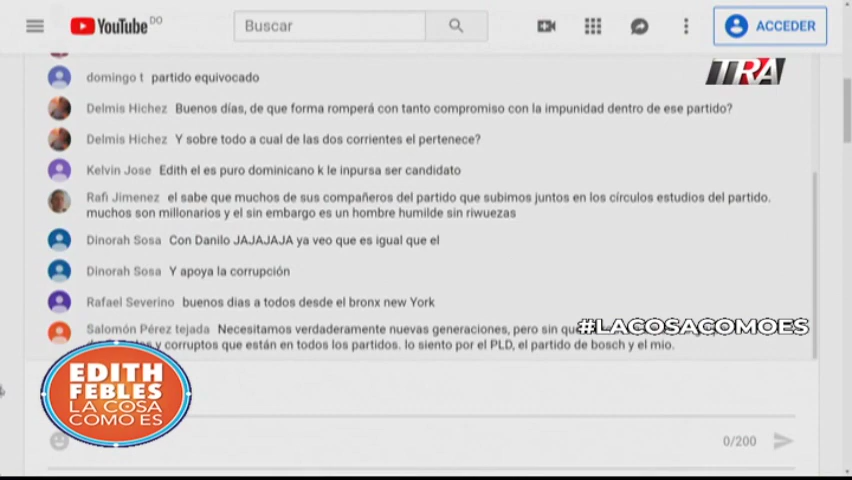 YouTube DO
Buscar
ACCEDER
TRA
domingo t partido equivocado
Delmis Hichez Buenos días, de que forma romperá con tanto compromiso con la impunidad dentro de ese partido?
Delmis Hichez Y sobre todo a cual de las dos corrientes el pertenece?
Kelvin Jose Edith el es puro dominicano k le inpursa ser candidato
Rafi Jimenez el sabe que muchos de sus compañeros del partido que subimos juntos en los círculos estudios del partido.
muchos son millonarios y el sin embargo es un hombre humilde sin riwuezas
Dinorah Sosa Con Danilo JAJAJAJA ya veo que es igual que el
Dinorah Sosa Y apoya la corrupción
Rafael Severino buenos dias a todos desde el bronx new York
Salomón Pérez tejada Necesitamos verdaderamente nuevas generaciones, pero sin
#LACOSACOMOES
y corruptos que están en todos los partidos. lo siento por el PLD, el partido de bosch y el mio.
EDITH
FEBLES
LA COSA
COMO ES
0/200